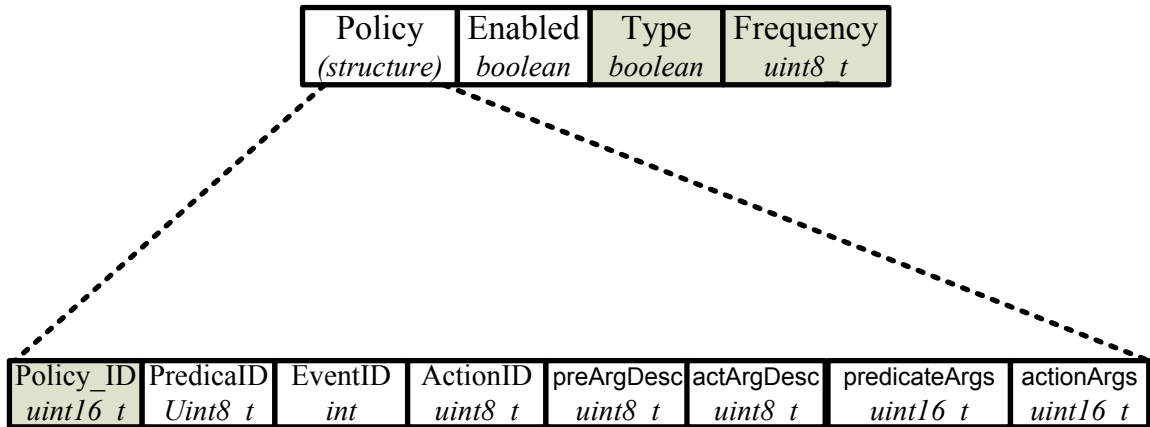 Policy Enabled Type Frequency
(structure) boolean boolean uint8_t
Policy_ID PredicaID EventID ActionID preArgDesc actArgDesc predicateArgs actionArgs
uint16_t Uint8_t int uint8_t uint8_t uint8_t uint16_t uint16_t